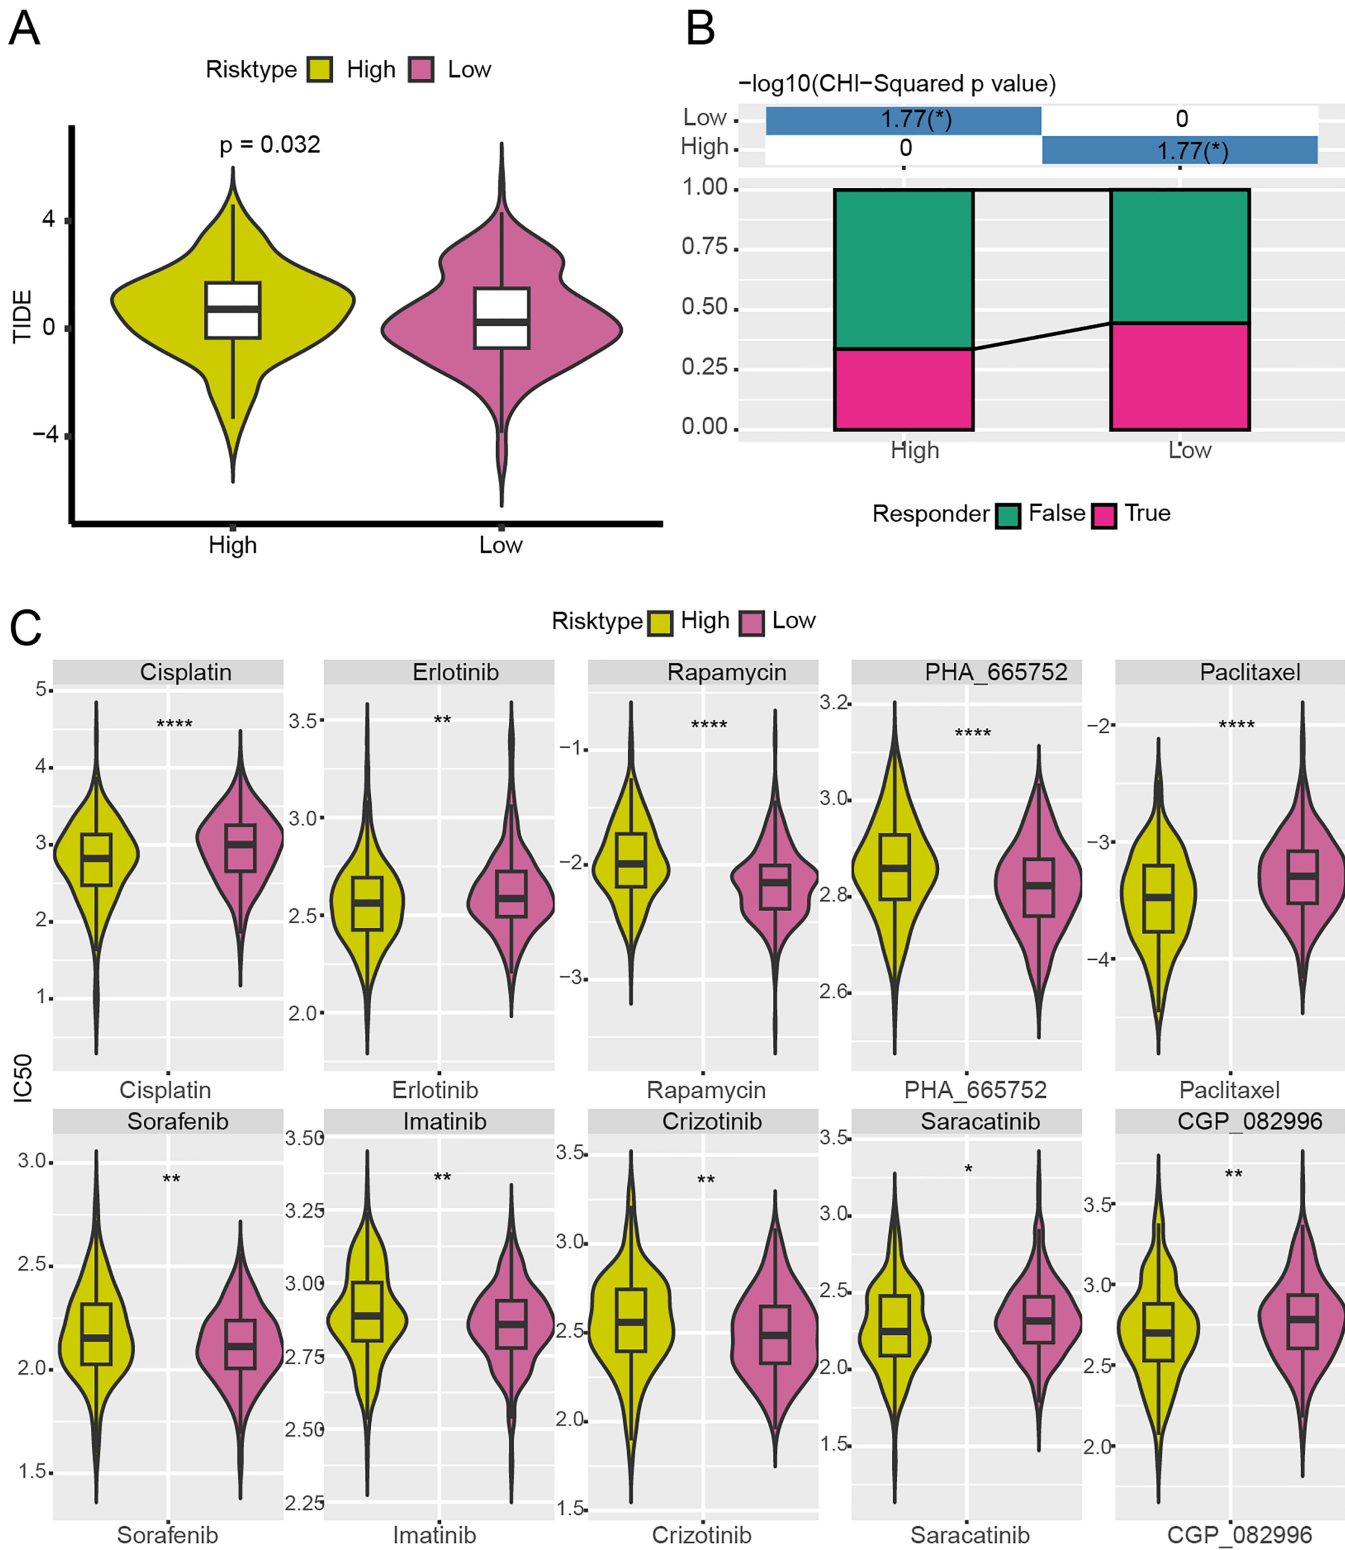 A
Risktype High Low
p = 0.032
TIDE
4
0
−4
High Low
B
−log10(CHI−Squared p value)
Low 1.77(*) 0
High 0 1.77(*)
1.00
0.75
0.50
0.25
0.00
High Low
Responder False True
C
Risktype High Low
IC50
Cisplatin Erlotinib Rapamycin PHA_665752 Paclitaxel
**** ** **** **** ****
5
4
3
2
1
3.5
3.0
2.5
2.0
−1
−2
−3
3.2
3.0
2.8
2.6
−2
−3
−4
Cisplatin Erlotinib Rapamycin PHA_665752 Paclitaxel
Sorafenib Imatinib Crizotinib Saracatinib CGP_082996
** ** ** * **
3.0
2.5
2.0
1.5
3.50
3.25
3.00
2.75
2.50
2.25
3.5
3.0
2.5
2.0
1.5
3.5
3.0
2.5
2.0
1.5
3.5
3.0
2.5
2.0
Sorafenib Imatinib Crizotinib Saracatinib CGP_082996